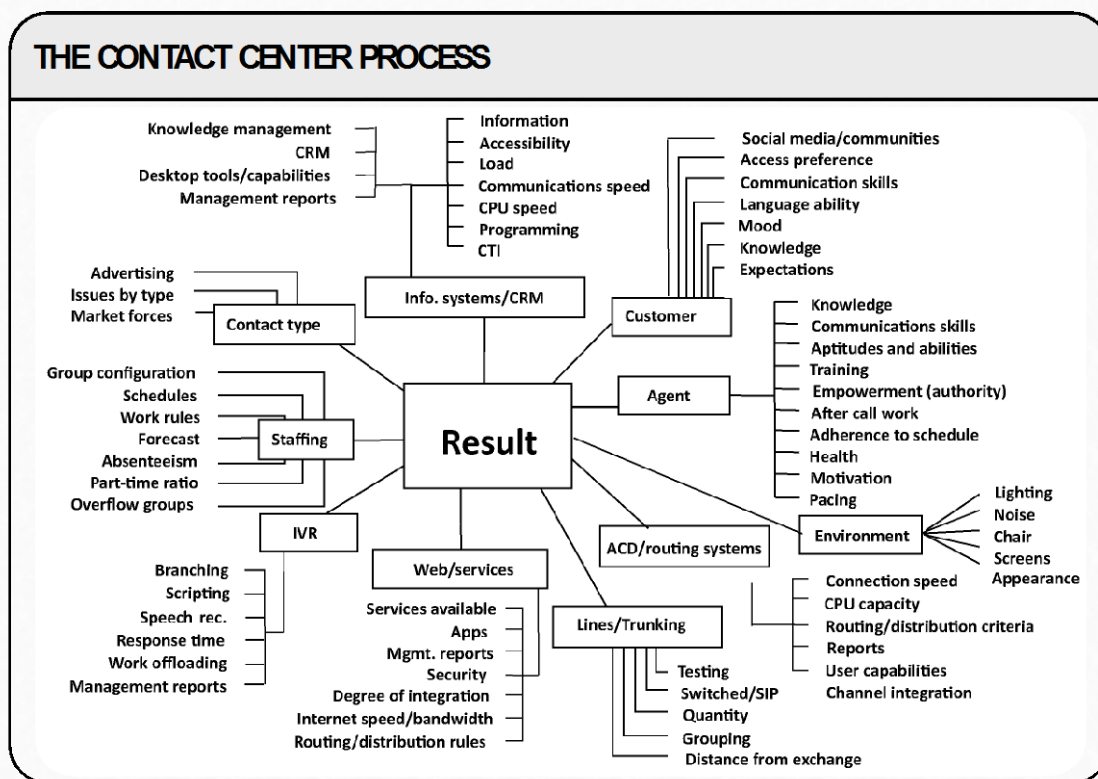 THE CONTACT CENTER PROCESS
Knowledge management
CRM
Desktop tools/capabilities
Management reports
Information
Accessibility
Load
Communications speed
CPU speed
Programming
CTI
Info. systems/CRM
Social media/communities
Access preference
Communication skills
Language ability
Mood
Knowledge
Expectations
Customer
Advertising
Issues by type
Market forces
Contact type
Knowledge
Communications skills
Aptitudes and abilities
Training
Empowerment (authority)
After call work
Adherence to schedule
Health
Motivation
Pacing
Agent
Group configuration
Schedules
Work rules
Forecast
Absenteeism
Part-time ratio
Overflow groups
Staffing
Result
Lighting
Noise
Chair
Screens
Appearance
Environment
IVR
Branching
Scripting
Speech rec.
Response time
Work offloading
Management reports
Web/services
Services available
Apps
Mgmt. reports
Security
Degree of integration
Internet speed/bandwidth
Routing/distribution rules
Lines/Trunking
Testing
Switched/SIP
Quantity
Grouping
Distance from exchange
ACD/routing systems
Connection speed
CPU capacity
Routing/distribution criteria
Reports
User capabilities
Channel integration